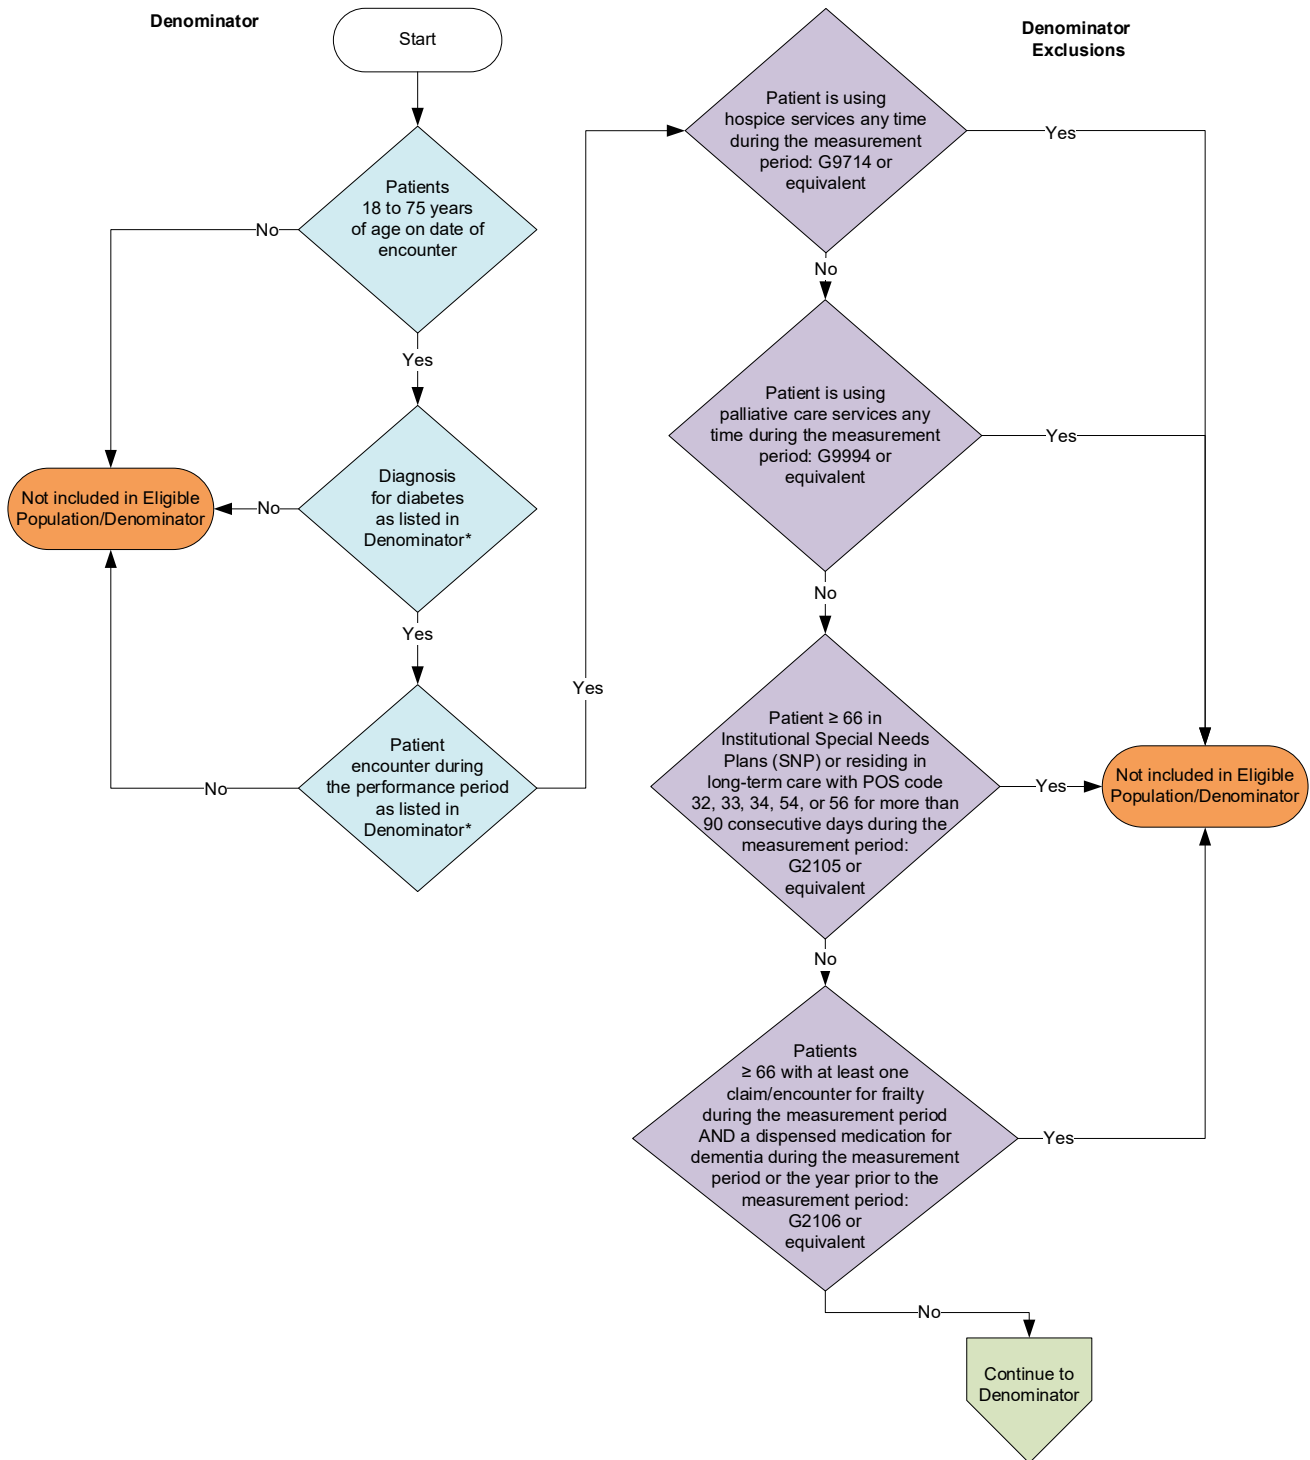 Denominator
Start
Patients
18 to 75 years
of age on date of
encounter
No
Yes
Diagnosis
for diabetes
as listed in
Denominator*
No
Not included in Eligible
Population/Denominator
Yes
Patient
encounter during
the performance period
as listed in
Denominator*
No
Yes
Denominator
Exclusions
Patient is using
hospice services any time
during the measurement
period: G9714 or
equivalent
Yes
No
Patient is using
palliative care services any
time during the measurement
period: G9994 or
equivalent
Yes
No
Patient ≥ 66 in
Institutional Special Needs
Plans (SNP) or residing in
long-term care with POS code
32, 33, 34, 54, or 56 for more than
90 consecutive days during the
measurement period:
G2105 or
equivalent
Yes
Not included in Eligible
Population/Denominator
No
Patients
≥ 66 with at least one
claim/encounter for frailty
during the measurement period
AND a dispensed medication for
dementia during the measurement
period or the year prior to the
measurement period:
G2106 or
equivalent
Yes
No
Continue to
Denominator